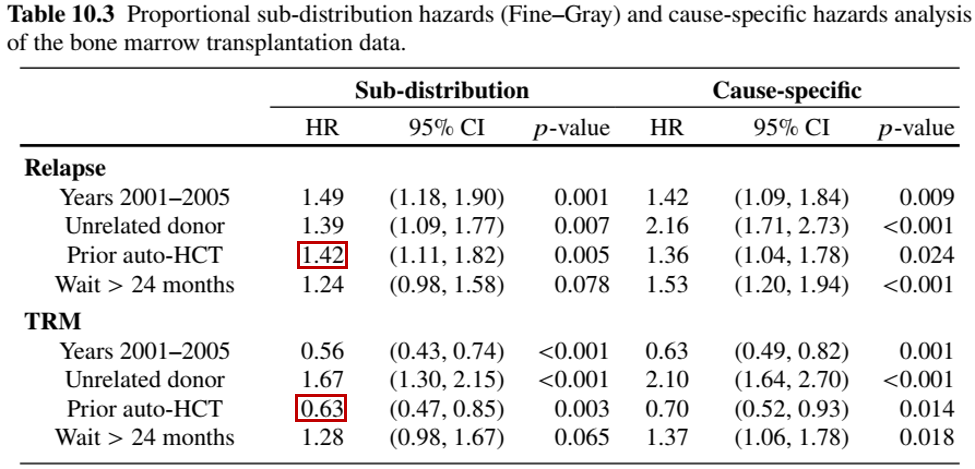 Table 10.3 Proportional sub-distribution hazards (Fine–Gray) and cause-specific hazards analysis
of the bone marrow transplantation data.
Sub-distribution Cause-specific
HR 95% CI p-value HR 95% CI p-value
Relapse
Years 2001–2005 1.49 (1.18, 1.90) 0.001 1.42 (1.09, 1.84) 0.009
Unrelated donor 1.39 (1.09, 1.77) 0.007 2.16 (1.71, 2.73) <0.001
Prior auto-HCT 1.42 (1.11, 1.82) 0.005 1.36 (1.04, 1.78) 0.024
Wait > 24 months 1.24 (0.98, 1.58) 0.078 1.53 (1.20, 1.94) <0.001
TRM
Years 2001–2005 0.56 (0.43, 0.74) <0.001 0.63 (0.49, 0.82) 0.001
Unrelated donor 1.67 (1.30, 2.15) <0.001 2.10 (1.64, 2.70) <0.001
Prior auto-HCT 0.63 (0.47, 0.85) 0.003 0.70 (0.52, 0.93) 0.014
Wait > 24 months 1.28 (0.98, 1.67) 0.065 1.37 (1.06, 1.78) 0.018